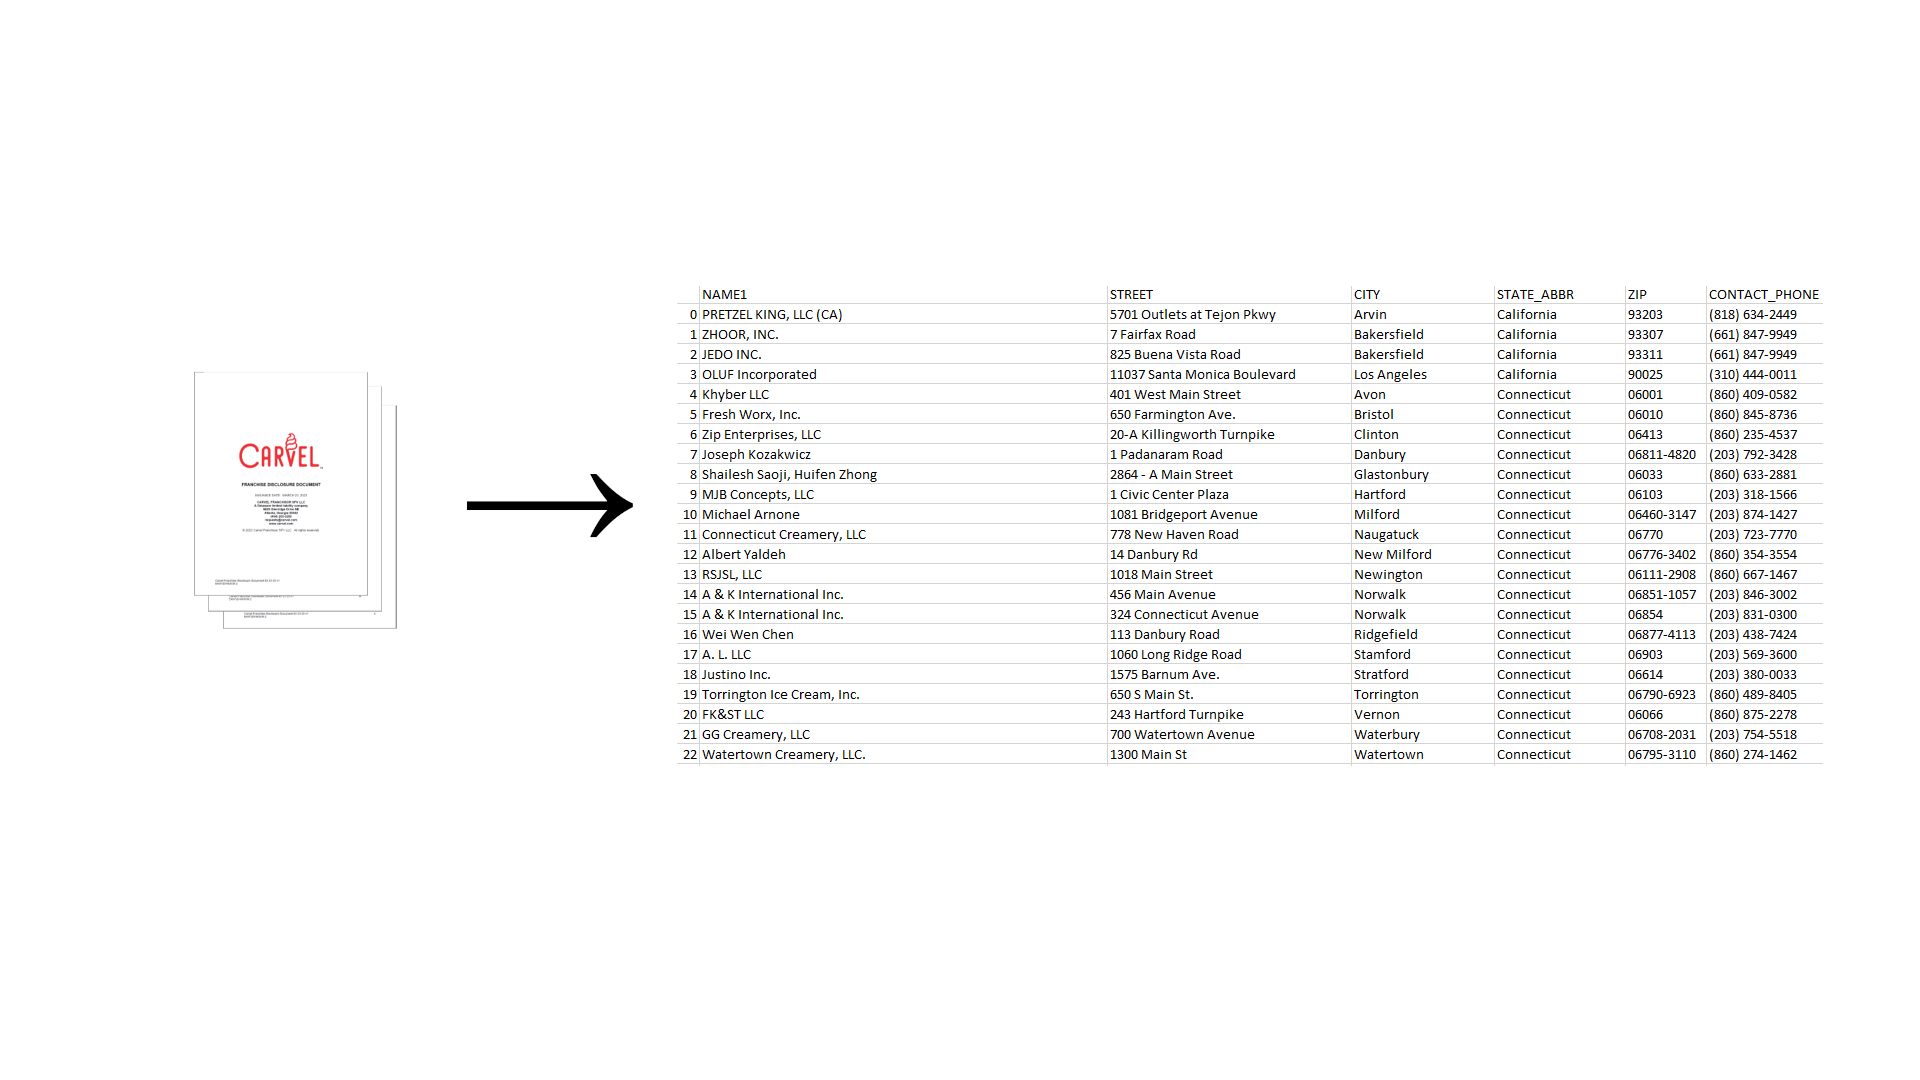 CARVEL
FRANCHISE DISCLOSURE DOCUMENT
NAME1 STREET CITY STATE_ABBR ZIP CONTACT_PHONE
0 PRETZEL KING, LLC (CA) 5701 Outlets at Tejon Pkwy Arvin California 93203 (818) 634-2449
1 ZHOOR, INC. 7 Fairfax Road Bakersfield California 93307 (661) 847-9949
2 JEDO INC. 825 Buena Vista Road Bakersfield California 93311 (661) 847-9949
3 OLUF Incorporated 11037 Santa Monica Boulevard Los Angeles California 90025 (310) 444-0011
4 Khyber LLC 401 West Main Street Avon Connecticut 06001 (860) 409-0582
5 Fresh Worx, Inc. 650 Farmington Ave. Bristol Connecticut 06010 (860) 845-8736
6 Zip Enterprises, LLC 20-A Killingworth Turnpike Clinton Connecticut 06413 (860) 235-4537
7 Joseph Kozakwicz 1 Padanaram Road Danbury Connecticut 06811-4820 (203) 792-3428
8 Shailesh Saoji, Huifen Zhong 2864 - A Main Street Glastonbury Connecticut 06033 (860) 633-2881
9 MJB Concepts, LLC 1 Civic Center Plaza Hartford Connecticut 06103 (203) 318-1566
10 Michael Arnone 1081 Bridgeport Avenue Milford Connecticut 06460-3147 (203) 874-1427
11 Connecticut Creamery, LLC 778 New Haven Road Naugatuck Connecticut 06770 (203) 723-7770
12 Albert Yaldeh 14 Danbury Rd New Milford Connecticut 06776-3402 (860) 354-3554
13 RSJSL, LLC 1018 Main Street Newington Connecticut 06111-2908 (860) 667-1467
14 A & K International Inc. 456 Main Avenue Norwalk Connecticut 06851-1057 (203) 846-3002
15 A & K International Inc. 324 Connecticut Avenue Norwalk Connecticut 06854 (203) 831-0300
16 Wei Wen Chen 113 Danbury Road Ridgefield Connecticut 06877-4113 (203) 438-7424
17 A. L. LLC 1060 Long Ridge Road Stamford Connecticut 06903 (203) 569-3600
18 Justino Inc. 1575 Barnum Ave. Stratford Connecticut 06614 (203) 380-0033
19 Torrington Ice Cream, Inc. 650 S Main St. Torrington Connecticut 06790-6923 (860) 489-8405
20 FK&ST LLC 243 Hartford Turnpike Vernon Connecticut 06066 (860) 875-2278
21 GG Creamery, LLC 700 Watertown Avenue Waterbury Connecticut 06708-2031 (203) 754-5518
22 Watertown Creamery, LLC. 1300 Main St Watertown Connecticut 06795-3110 (860) 274-1462